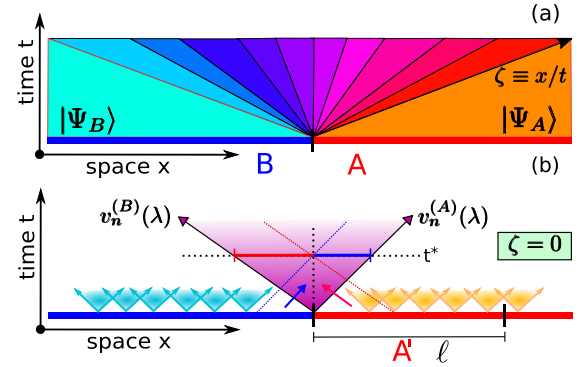 (a)
time t
ζ ≡ x/t
|Ψ_B⟩
|Ψ_A⟩
space x
B
A
(b)
time t
v_n^(B)(λ)
v_n^(A)(λ)
ζ = 0
t*
space x
A'
ℓ